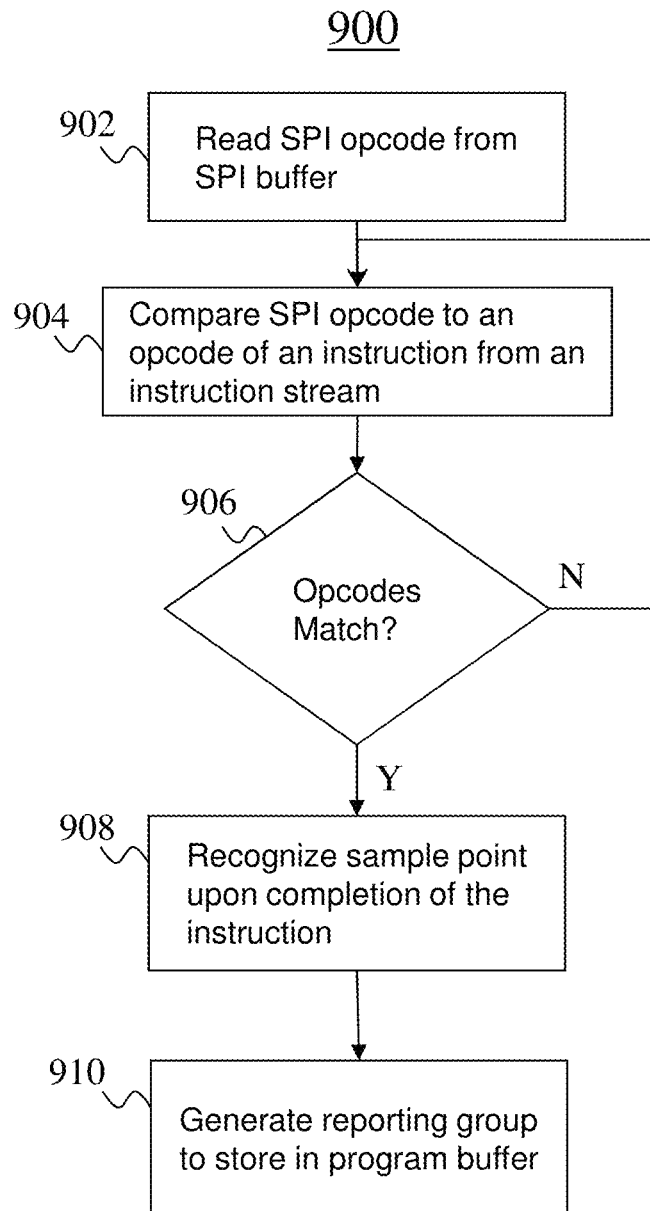 900
902
Read SPI opcode from
SPI buffer
904
Compare SPI opcode to an
opcode of an instruction from an
instruction stream
906
Opcodes
Match?
N
Y
908
Recognize sample point
upon completion of the
instruction
910
Generate reporting group
to store in program buffer